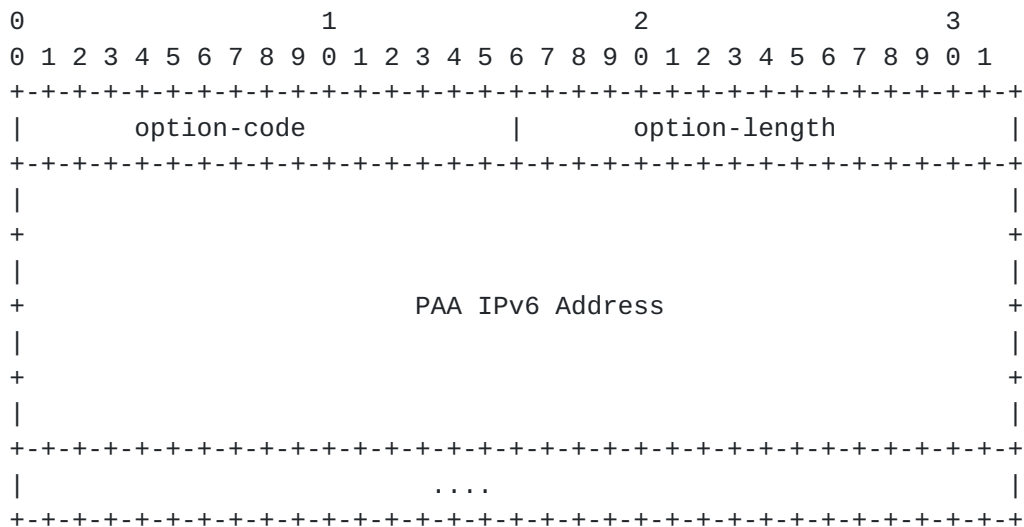 0                   1                   2                   3
0 1 2 3 4 5 6 7 8 9 0 1 2 3 4 5 6 7 8 9 0 1 2 3 4 5 6 7 8 9 0 1
+-+-+-+-+-+-+-+-+-+-+-+-+-+-+-+-+-+-+-+-+-+-+-+-+-+-+-+-+-+-+-+-+
|       option-code             |       option-length           |
+-+-+-+-+-+-+-+-+-+-+-+-+-+-+-+-+-+-+-+-+-+-+-+-+-+-+-+-+-+-+-+-+
|                                                               |
+                                                               +
|                                                               |
+                         PAA IPv6 Address                      +
|                                                               |
+                                                               +
|                                                               |
+-+-+-+-+-+-+-+-+-+-+-+-+-+-+-+-+-+-+-+-+-+-+-+-+-+-+-+-+-+-+-+-+
|                          ....                                 |
+-+-+-+-+-+-+-+-+-+-+-+-+-+-+-+-+-+-+-+-+-+-+-+-+-+-+-+-+-+-+-+-+